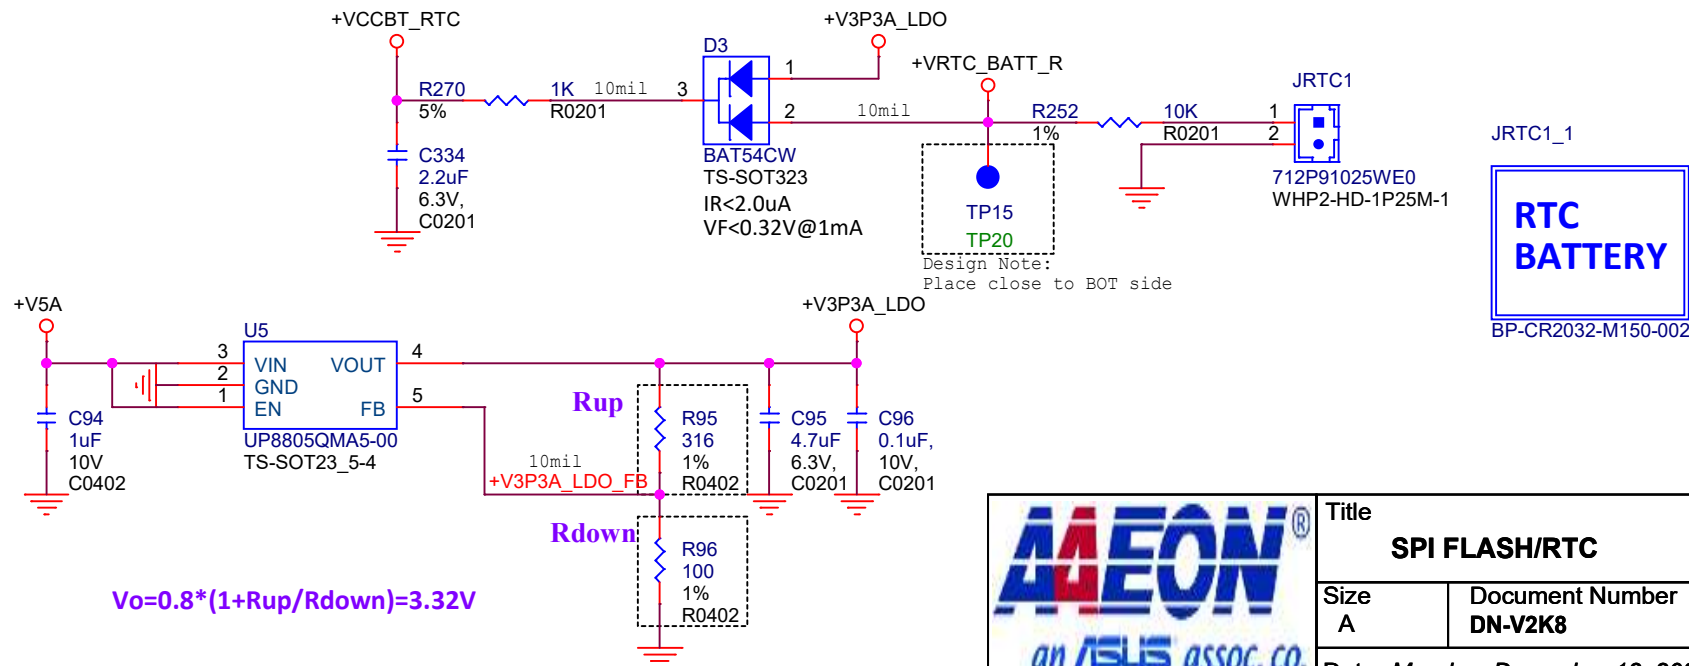 +VCCBT_RTC
+V3P3A_LDO
+VRTC_BATT_R
D3
R270
5%
1K
R0201
10mil
3
1
2
10mil
BAT54CW
TS-SOT323
IR<2.0uA
VF<0.32V@1mA
C334
2.2uF
6.3V,
C0201
R252
1%
10K
R0201
1
2
JRTC1
712P91025WE0
WHP2-HD-1P25M-1
TP15
TP20
Design Note:
Place close to BOT side
JRTC1_1
RTC
BATTERY
BP-CR2032-M150-002
+V5A
U5
3
2
1
VIN
GND
EN
VOUT
FB
4
5
UP8805QMA5-00
TS-SOT23_5-4
C94
1uF
10V
C0402
+V3P3A_LDO
10mil
+V3P3A_LDO_FB
Rup
R95
316
1%
R0402
C95
4.7uF
6.3V,
C0201
C96
0.1uF,
10V,
C0201
Rdown
R96
100
1%
R0402
Vo=0.8*(1+Rup/Rdown)=3.32V
AAEON®
an ASUS assoc. co.
Title
SPI FLASH/RTC
Size
A
Document Number
DN-V2K8